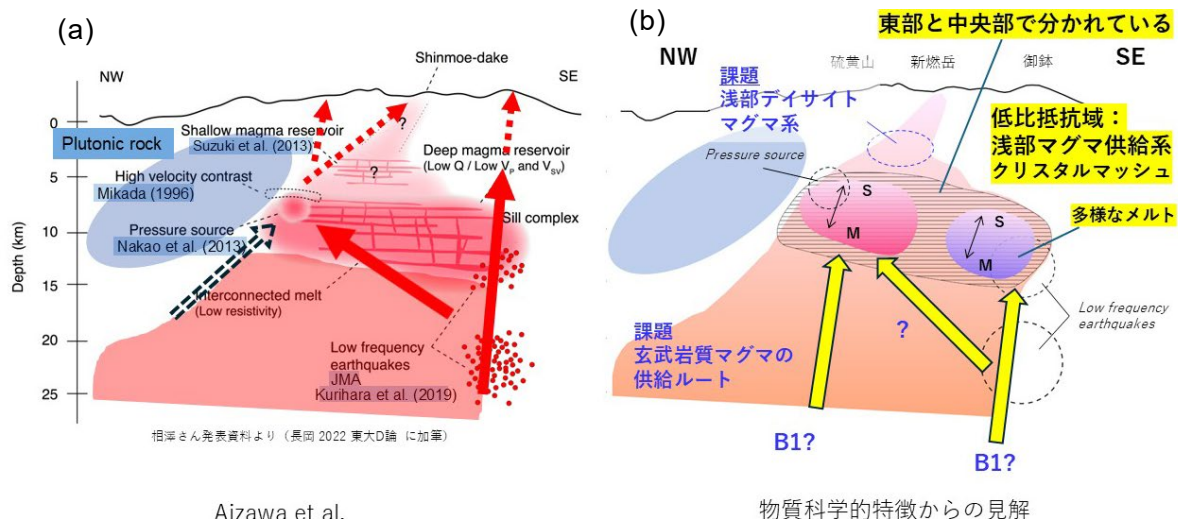 (a)
NW
Shinmoe-dake
SE
0
5
10
15
20
25
Depth (km)
Plutonic rock
Shallow magma reservoir
Suzuki et al. (2013)
?
?
High velocity contrast
Mikada (1996)
Deep magma reservoir
(Low Q / Low VP and VSV)
Pressure source
Nakao et al. (2013)
Sill complex
Interconnected melt
(Low resistivity)
Low frequency
earthquakes
JMA
Kurihara et al. (2019)
相澤さん発表資料より（長岡 2022 東大D論 に加筆）
Aizawa et al.
(b)
東部と中央部で分かれている
NW
硫黄山
新燃岳
御鉢
SE
課題
浅部デイサイト
マグマ系
低比抵抗域：
浅部マグマ供給系
クリスタルマッシュ
Pressure source
S
M
S
M
多様なメルト
Low frequency
earthquakes
?
課題
玄武岩質マグマの
供給ルート
B1?
B1?
物質科学的特徴からの見解